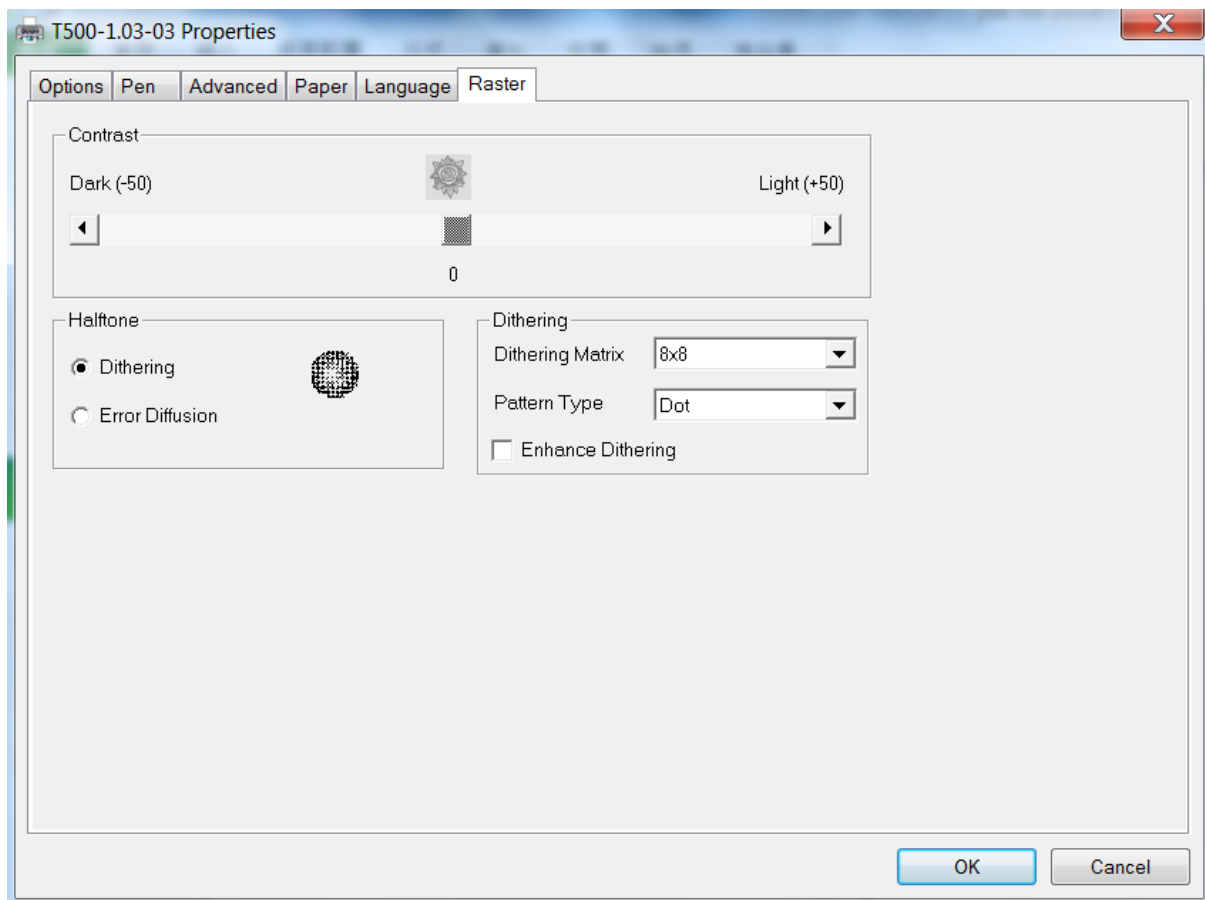 T500-1.03-03 Properties
Options Pen Advanced Paper Language Raster
Contrast
Dark (-50) Light (+50)
0
Halftone
Dithering
Error Diffusion
Dithering
Dithering Matrix 8x8
Pattern Type Dot
Enhance Dithering
OK Cancel